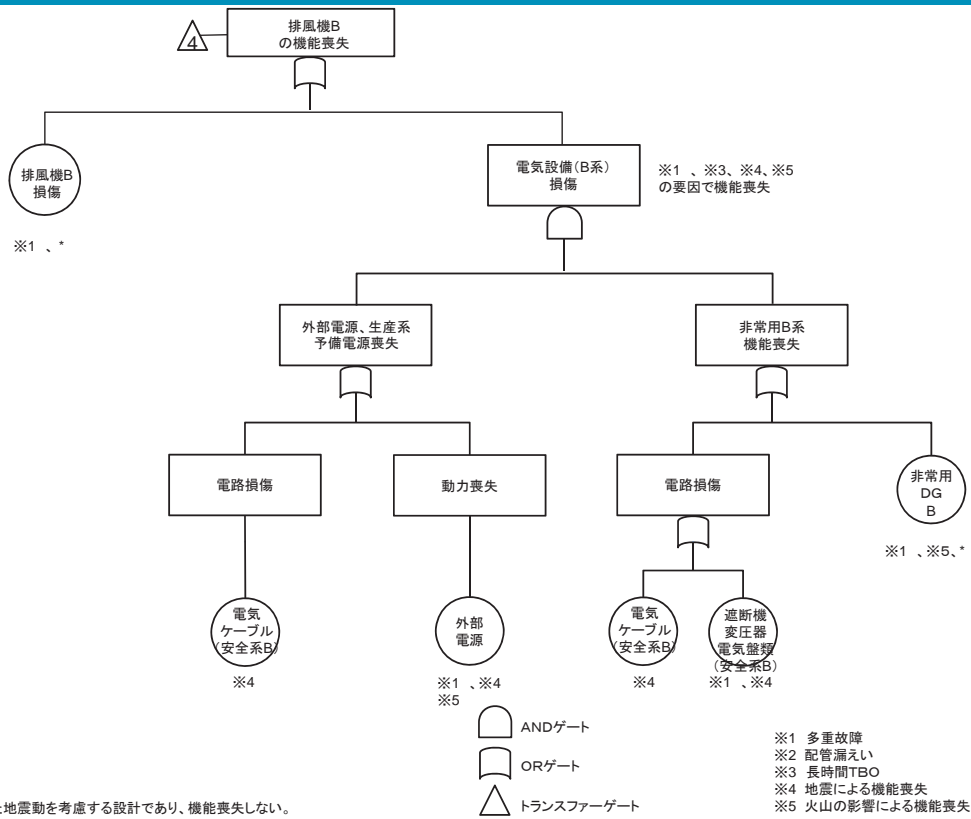 排風機B
の機能喪失
4
排風機B
損傷
※1 、*
電気設備(B系)
損傷
※1 、※3、※4、※5
の要因で機能喪失
外部電源、生産系
予備電源喪失
非常用B系
機能喪失
電路損傷
動力喪失
電路損傷
非常用
DG
B
※1 、※5、*
電気
ケーブル
(安全系B)
※4
外部
電源
※1 、※4
※5
電気
ケーブル
(安全系B)
※4
遮断機
変圧器
電気盤類
(安全系B)
※1 、※4
ANDゲート
ORゲート
トランスファーゲート
※1 多重故障
※2 配管漏えい
※3 長時間TBO
※4 地震による機能喪失
※5 火山の影響による機能喪失
地震動を考慮する設計であり、機能喪失しない。